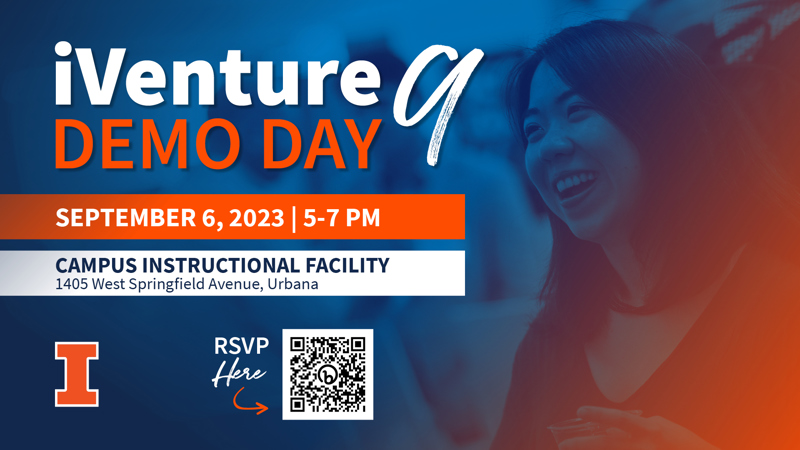 iVenture 9
DEMO DAY
SEPTEMBER 6, 2023 | 5-7 PM
CAMPUS INSTRUCTIONAL FACILITY
1405 West Springfield Avenue, Urbana
I
RSVP
Here
b